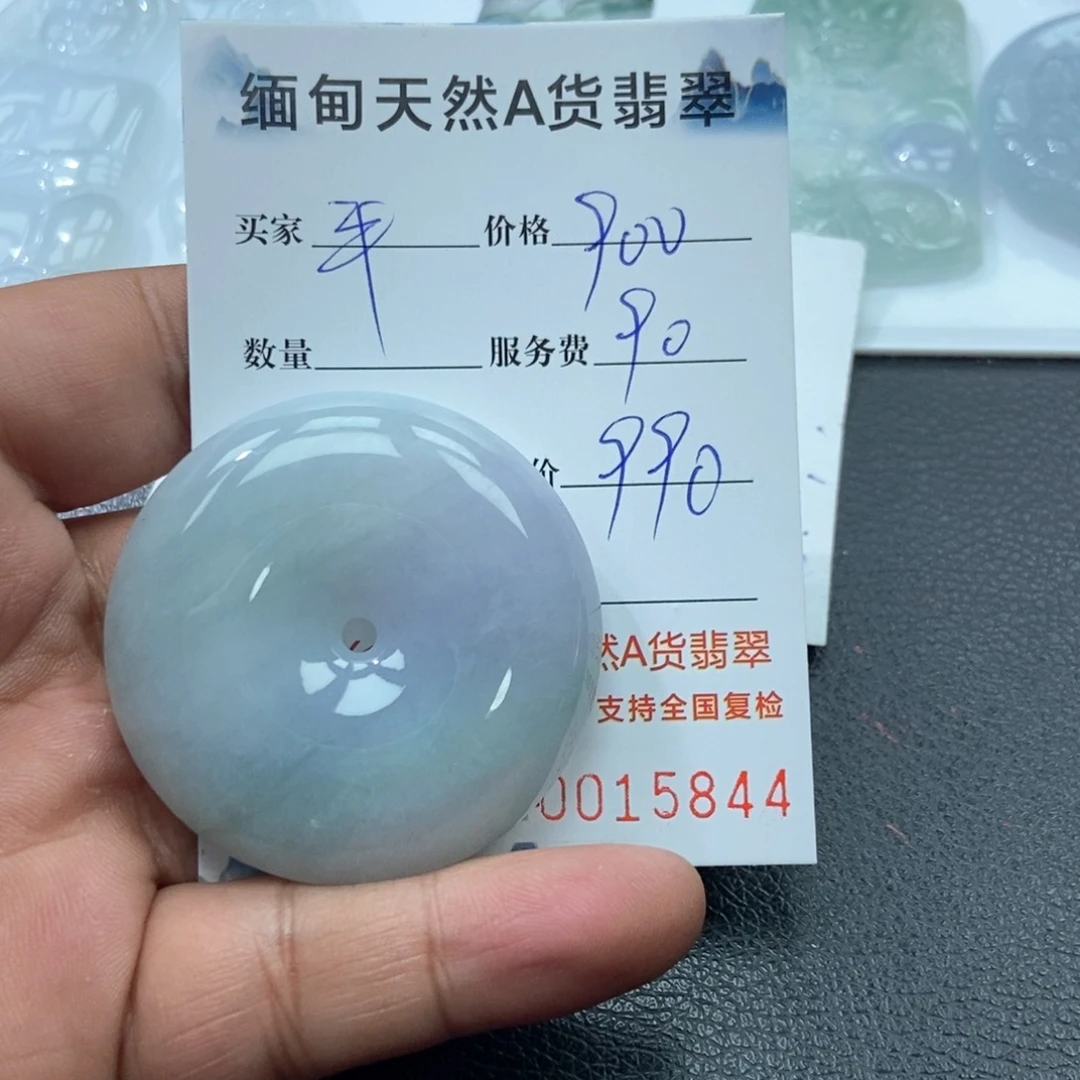 缅甸天然A货翡翠
买家 平 价格 900
数量 服务费 90
价 990
然A货翡翠
支持全国复检
0015844